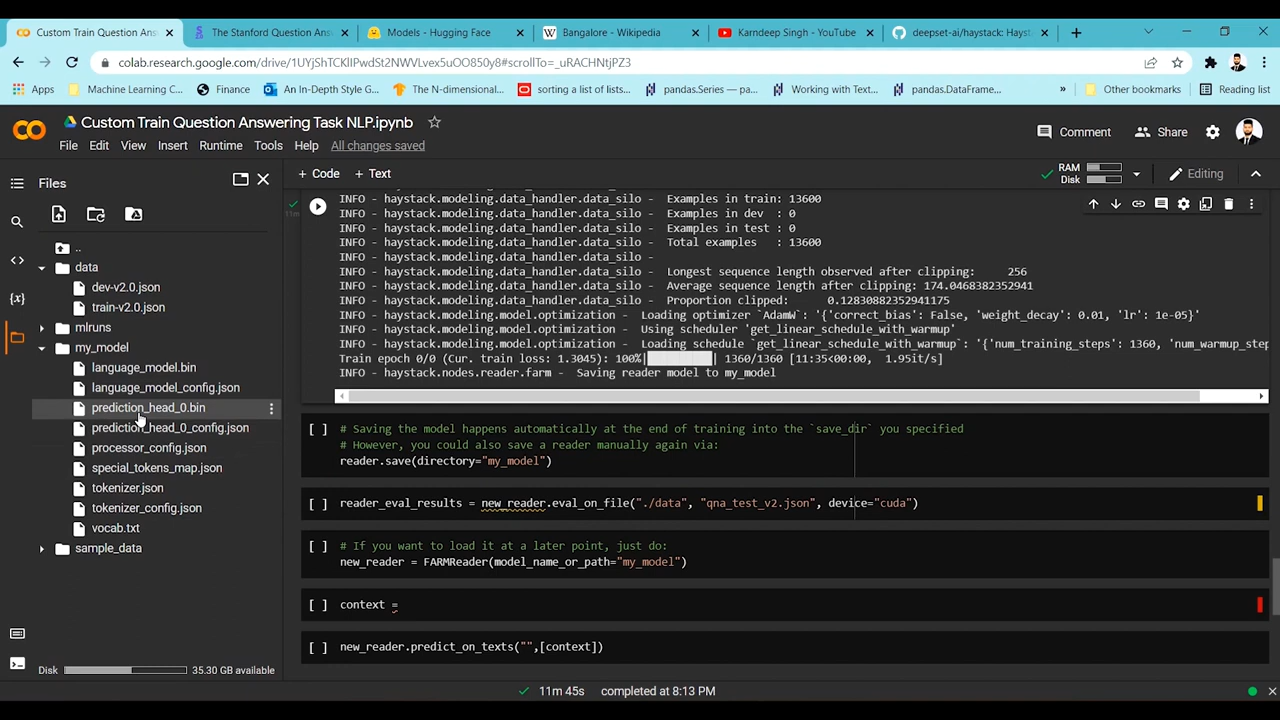 Custom Train Question Ans
The Stanford Question Ans
Models - Hugging Face
Bangalore - Wikipedia
Karndeep Singh - YouTube
deepset-ai/haystack: Hays
colab.research.google.com/drive/1UYjShTCKlIPwdSt2NWVLvex5uOO850y8#scrollTo=_uRACHNtjPZ3
Apps
Machine Learning C...
Finance
An In-Depth Style G...
The N-dimensional...
sorting a list of lists...
pandas.Series — pa...
Working with Text...
pandas.DataFrame...
»
Other bookmarks
Reading list
CO
Custom Train Question Answering Task NLP.ipynb
Comment
Share
File Edit View Insert Runtime Tools Help All changes saved
Files
+ Code + Text
RAM
Disk
Editing
11m
INFO - haystack.modeling.data_handler.data_silo - Examples in train: 13600
INFO - haystack.modeling.data_handler.data_silo - Examples in dev : 0
INFO - haystack.modeling.data_handler.data_silo - Examples in test : 0
INFO - haystack.modeling.data_handler.data_silo - Total examples : 13600
INFO - haystack.modeling.data_handler.data_silo -
INFO - haystack.modeling.data_handler.data_silo - Longest sequence length observed after clipping: 256
INFO - haystack.modeling.data_handler.data_silo - Average sequence length after clipping: 174.0468382352941
INFO - haystack.modeling.data_handler.data_silo - Proportion clipped: 0.12830882352941175
INFO - haystack.modeling.model.optimization - Loading optimizer `AdamW`: '{'correct_bias': False, 'weight_decay': 0.01, 'lr': 1e-05}'
INFO - haystack.modeling.model.optimization - Using scheduler 'get_linear_schedule_with_warmup'
INFO - haystack.modeling.model.optimization - Loading schedule `get_linear_schedule_with_warmup`: '{'num_training_steps': 1360, 'num_warmup_step
Train epoch 0/0 (Cur. train loss: 1.3045): 100%| | 1360/1360 [11:35<00:00, 1.95it/s]
INFO - haystack.nodes.reader.farm - Saving reader model to my_model
..
data
dev-v2.0.json
train-v2.0.json
mlruns
my_model
language_model.bin
language_model_config.json
prediction_head_0.bin
prediction_head_0_config.json
processor_config.json
special_tokens_map.json
tokenizer.json
tokenizer_config.json
vocab.txt
sample_data
[ ] # Saving the model happens automatically at the end of training into the `save_dir` you specified
# However, you could also save a reader manually again via:
reader.save(directory="my_model")
[ ] reader_eval_results = new_reader.eval_on_file("./data", "qna_test_v2.json", device="cuda")
[ ] # If you want to load it at a later point, just do:
new_reader = FARMReader(model_name_or_path="my_model")
[ ] context =
[ ] new_reader.predict_on_texts("",[context])
Disk
35.30 GB available
11m 45s completed at 8:13 PM